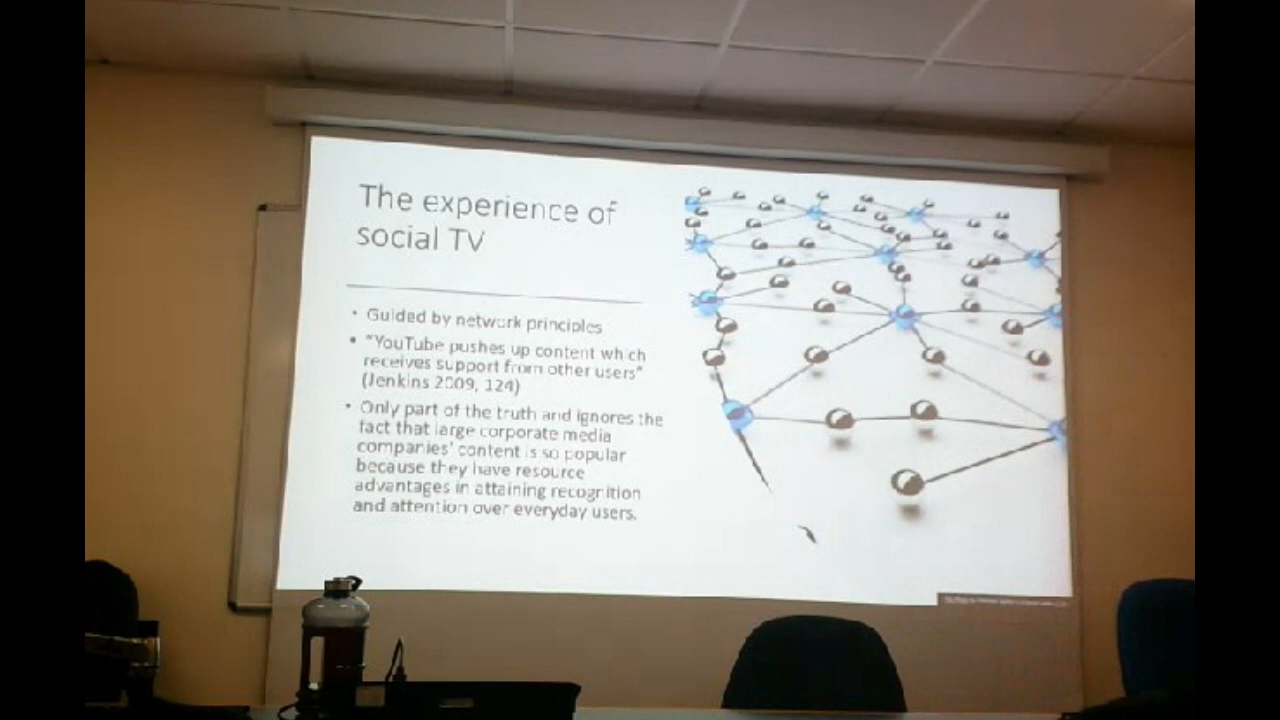 The experience of
social TV
• Guided by network principles
• "YouTube pushes up content which
receives support from other users"
(Jenkins 2009, 124)
• Only part of the truth and ignores the
fact that large corporate media
companies' content is so popular
because they have resource
advantages in attaining recognition
and attention over everyday users.